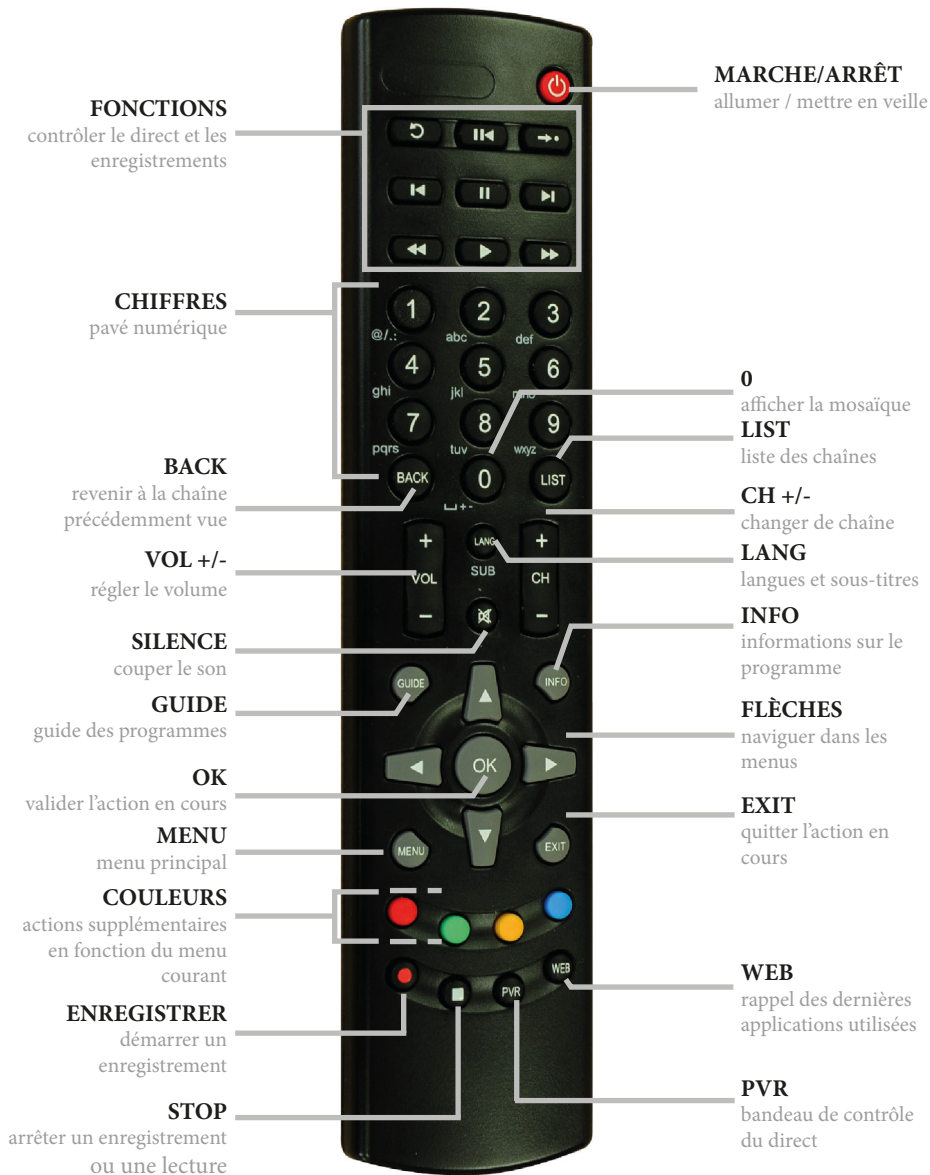 FONCTIONS
contrôler le direct et les
enregistrements
CHIFFRES
pavé numérique
BACK
revenir à la chaîne
précédemment vue
VOL +/-
régler le volume
SILENCE
couper le son
GUIDE
guide des programmes
OK
valider l’action en cours
MENU
menu principal
COULEURS
actions supplémentaires
en fonction du menu
courant
ENREGISTRER
démarrer un
enregistrement
STOP
arrêter un enregistrement
ou une lecture
1 2 3
@/.: abc def
4 5 6
ghi jkl mno
7 8 9
pqrs tuv wxyz
BACK 0 LIST
+ -
+ LANG +
VOL SUB CH
- -
GUIDE INFO
OK
MENU EXIT
WEB
PVR
MARCHE/ARRÊT
allumer / mettre en veille
0
afficher la mosaïque
LIST
liste des chaînes
CH +/-
changer de chaîne
LANG
langues et sous-titres
INFO
informations sur le
programme
FLÈCHES
naviguer dans les
menus
EXIT
quitter l’action en
cours
WEB
rappel des dernières
applications utilisées
PVR
bandeau de contrôle
du direct